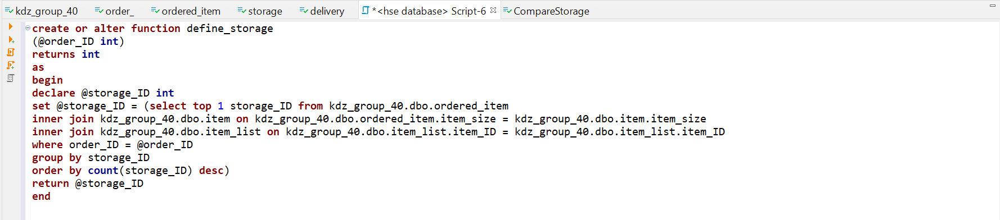 kdz_group_40 order_ ordered_item storage delivery *<hse database> Script-6 CompareStorage
create or alter function define_storage
(@order_ID int)
returns int
as
begin
declare @storage_ID int
set @storage_ID = (select top 1 storage_ID from kdz_group_40.dbo.ordered_item
inner join kdz_group_40.dbo.item on kdz_group_40.dbo.ordered_item.item_size = kdz_group_40.dbo.item.item_size
inner join kdz_group_40.dbo.item_list on kdz_group_40.dbo.item_list.item_ID = kdz_group_40.dbo.item_list.item_ID
where order_ID = @order_ID
group by storage_ID
order by count(storage_ID) desc)
return @storage_ID
end